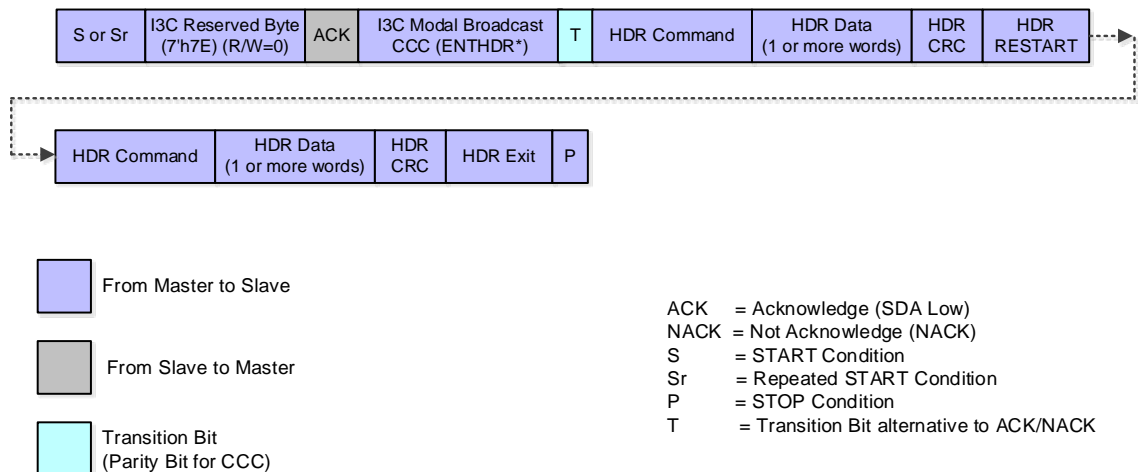 S or Sr
I3C Reserved Byte
(7'h7E) (R/W=0)
ACK
I3C Modal Broadcast
CCC (ENTHDR*)
T
HDR Command
HDR Data
(1 or more words)
HDR
CRC
HDR
RESTART
HDR Command
HDR Data
(1 or more words)
HDR
CRC
HDR Exit
P
From Master to Slave
From Slave to Master
Transition Bit
(Parity Bit for CCC)
ACK = Acknowledge (SDA Low)
NACK = Not Acknowledge (NACK)
S = START Condition
Sr = Repeated START Condition
P = STOP Condition
T = Transition Bit alternative to ACK/NACK